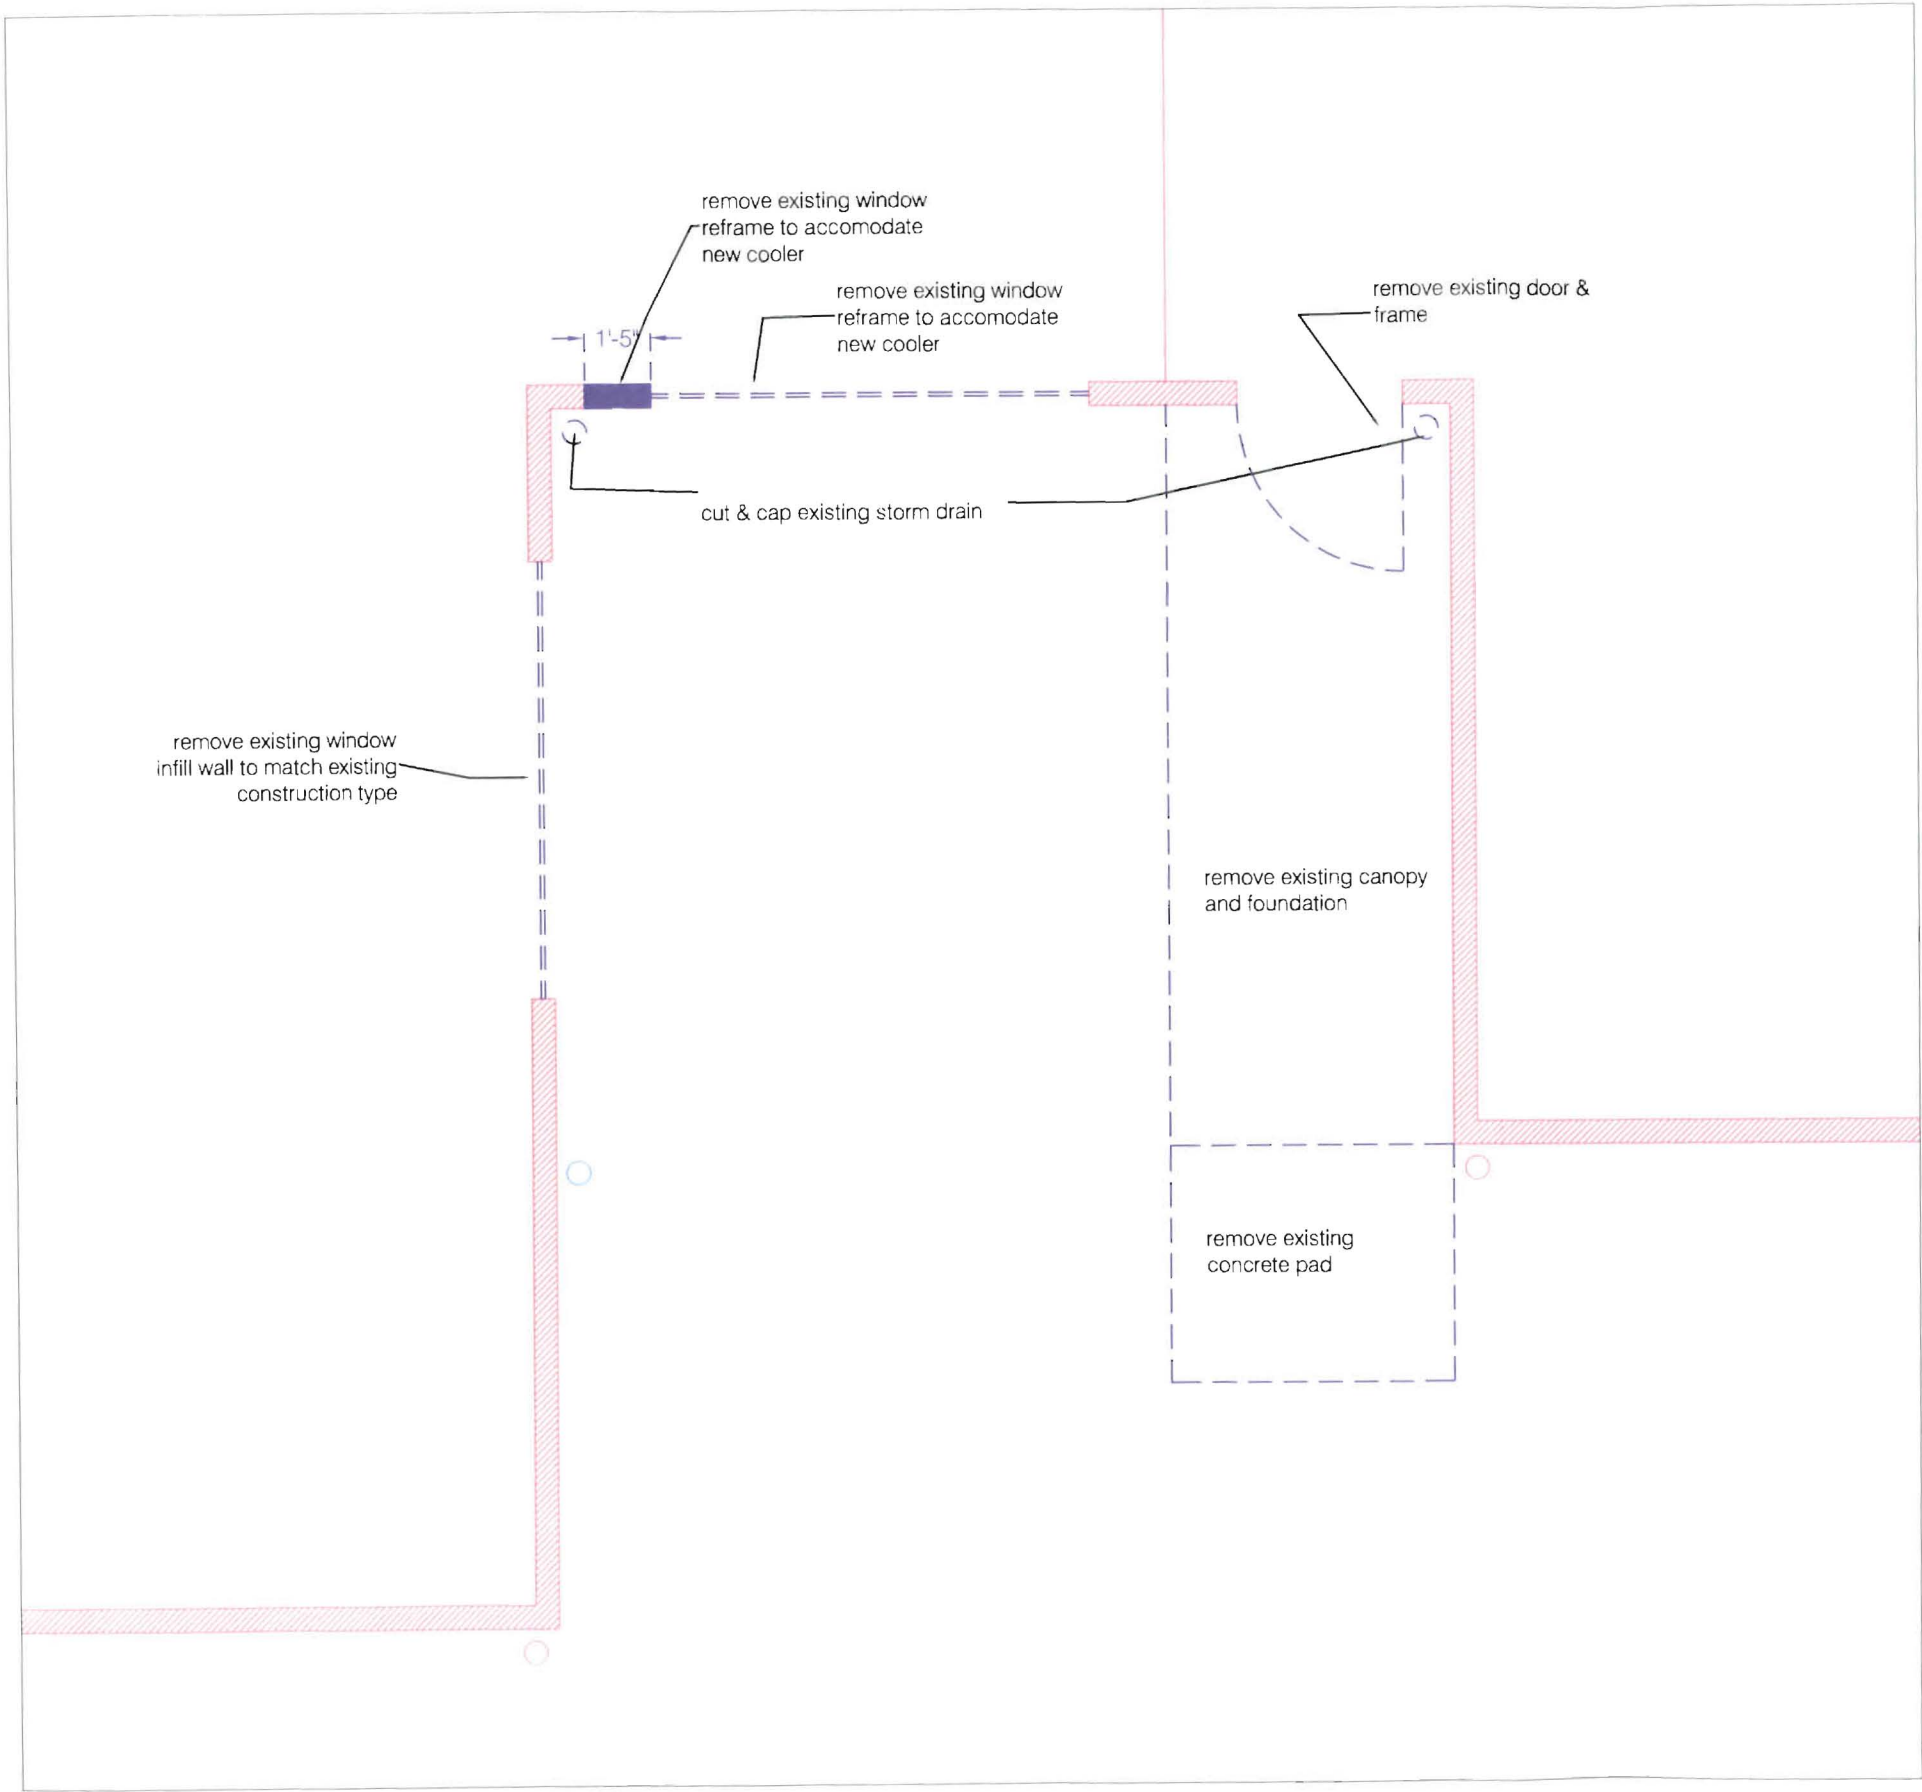 remove existing window
reframe to accomodate
new cooler
remove existing window
reframe to accomodate
new cooler
remove existing door &
frame
1'-5"
cut & cap existing storm drain
remove existing window
infill wall to match existing
construction type
remove existing canopy
and foundation
remove existing
concrete pad